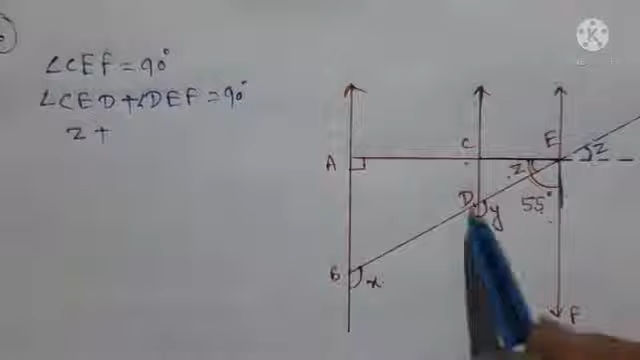 ∠CEF = 90°
∠CED + ∠DEF = 90°
z +
A
C
E
z
z
D
y
55°
B
x
F
K